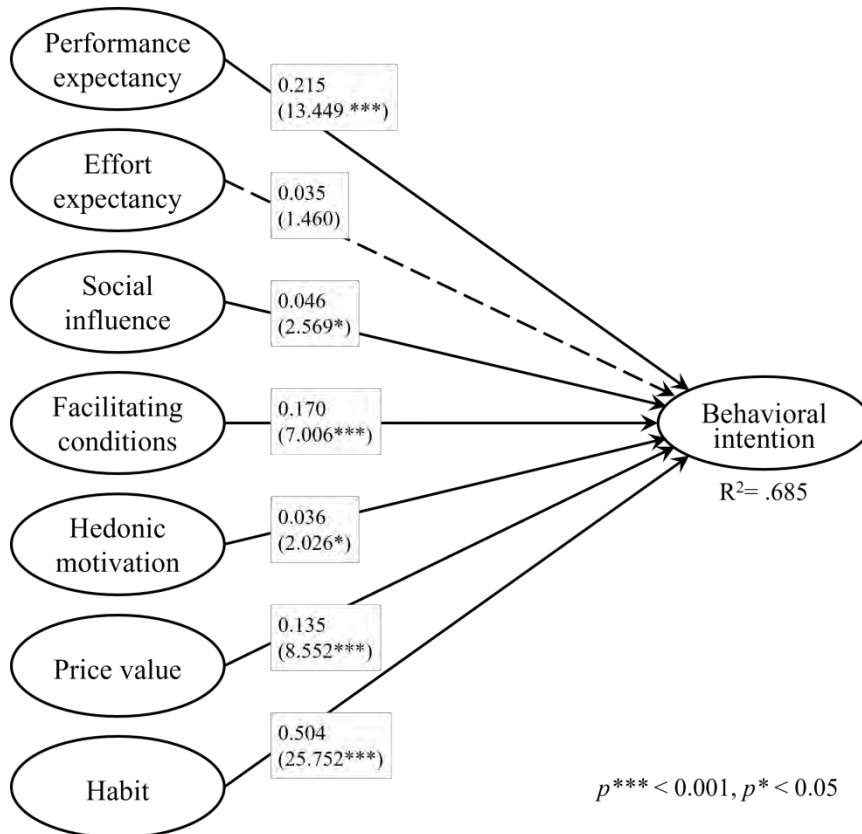 Performance
expectancy
0.215
(13.449 ***)
Effort
expectancy
0.035
(1.460)
Social
influence
0.046
(2.569*)
Facilitating
conditions
0.170
(7.006***)
Behavioral
intention
R²= .685
Hedonic
motivation
0.036
(2.026*)
Price value
0.135
(8.552***)
Habit
0.504
(25.752***)
p*** < 0.001, p* < 0.05